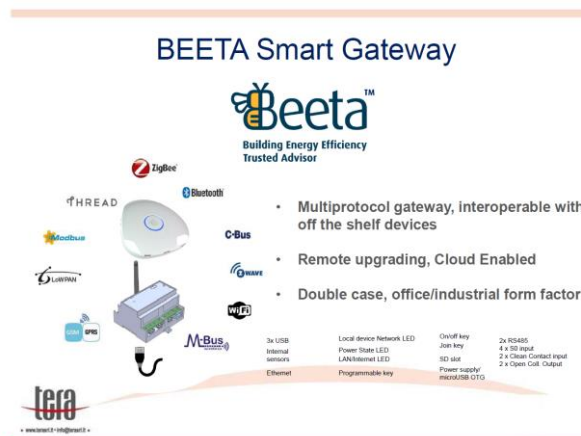 BEETA Smart Gateway
Beeta™
Building Energy Efficiency
Trusted Advisor
ZigBee
Bluetooth
THREAD
Modbus
C-Bus
6LoWPAN
Z WAVE
WiFi
GSM GPRS
M-Bus
• Multiprotocol gateway, interoperable with
off the shelf devices
• Remote upgrading, Cloud Enabled
• Double case, office/industrial form factor
3x USB
Internal
sensors
Ethernet
Local device Network LED
Power State LED
LAN/Internet LED
Programmable key
On/off key
Join key
SD slot
Power supply/
microUSB OTG
2x RS485
4 x S0 input
2 x Clean Contact input
2 x Open Coll. Output
tera